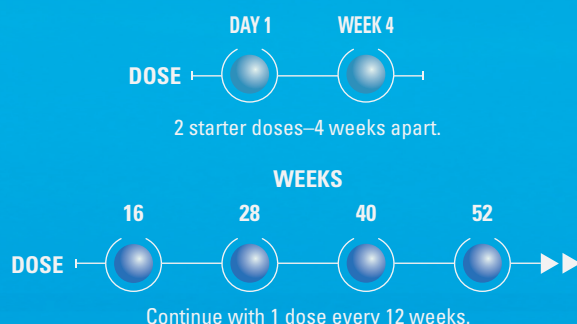 DAY 1 WEEK 4
DOSE
2 starter doses–4 weeks apart.
WEEKS
16 28 40 52
DOSE
Continue with 1 dose every 12 weeks.